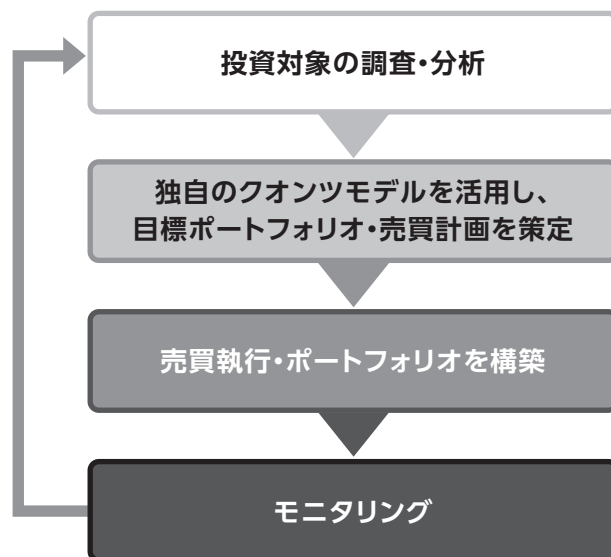 投資対象の調査・分析
独自のクオンツモデルを活用し、
目標ポートフォリオ・売買計画を策定
売買執行・ポートフォリオを構築
モニタリング